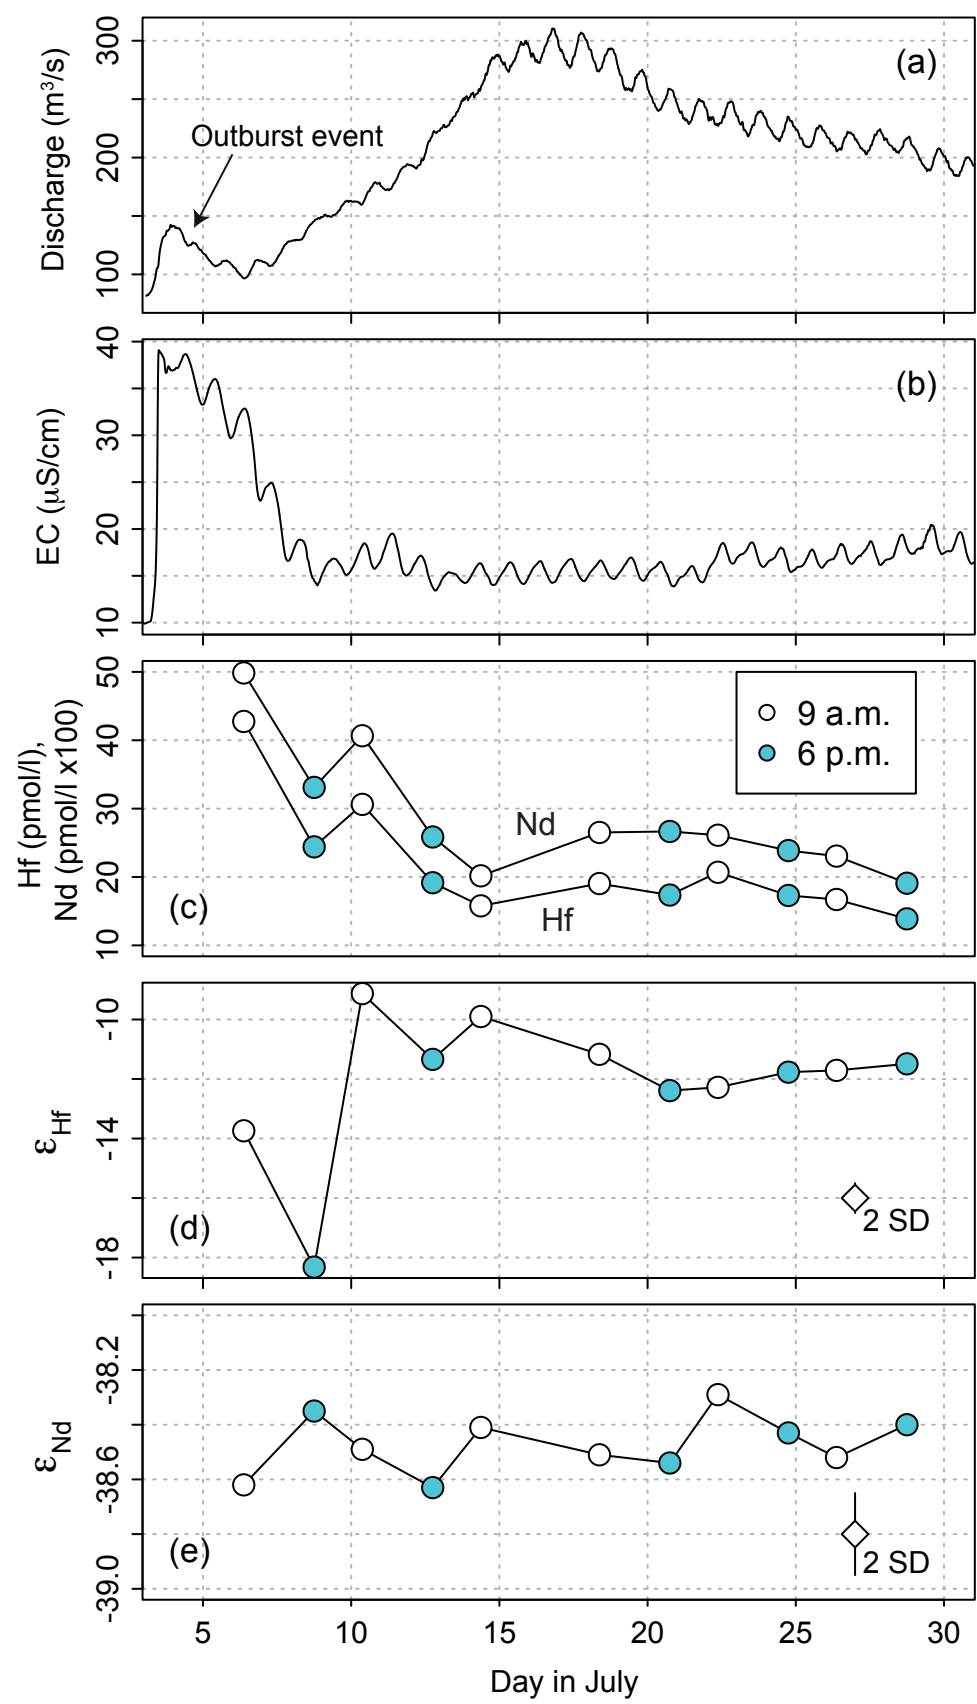 Discharge (m³/s)
300
200
100
Outburst event
(a)
EC (μS/cm)
40
30
20
10
(b)
Hf (pmol/l),
Nd (pmol/l x100)
50
40
30
20
10
9 a.m.
6 p.m.
Nd
Hf
(c)
εHf
-10
-14
-18
2 SD
(d)
εNd
-38.2
-38.6
-39.0
2 SD
(e)
5 10 15 20 25 30
Day in July